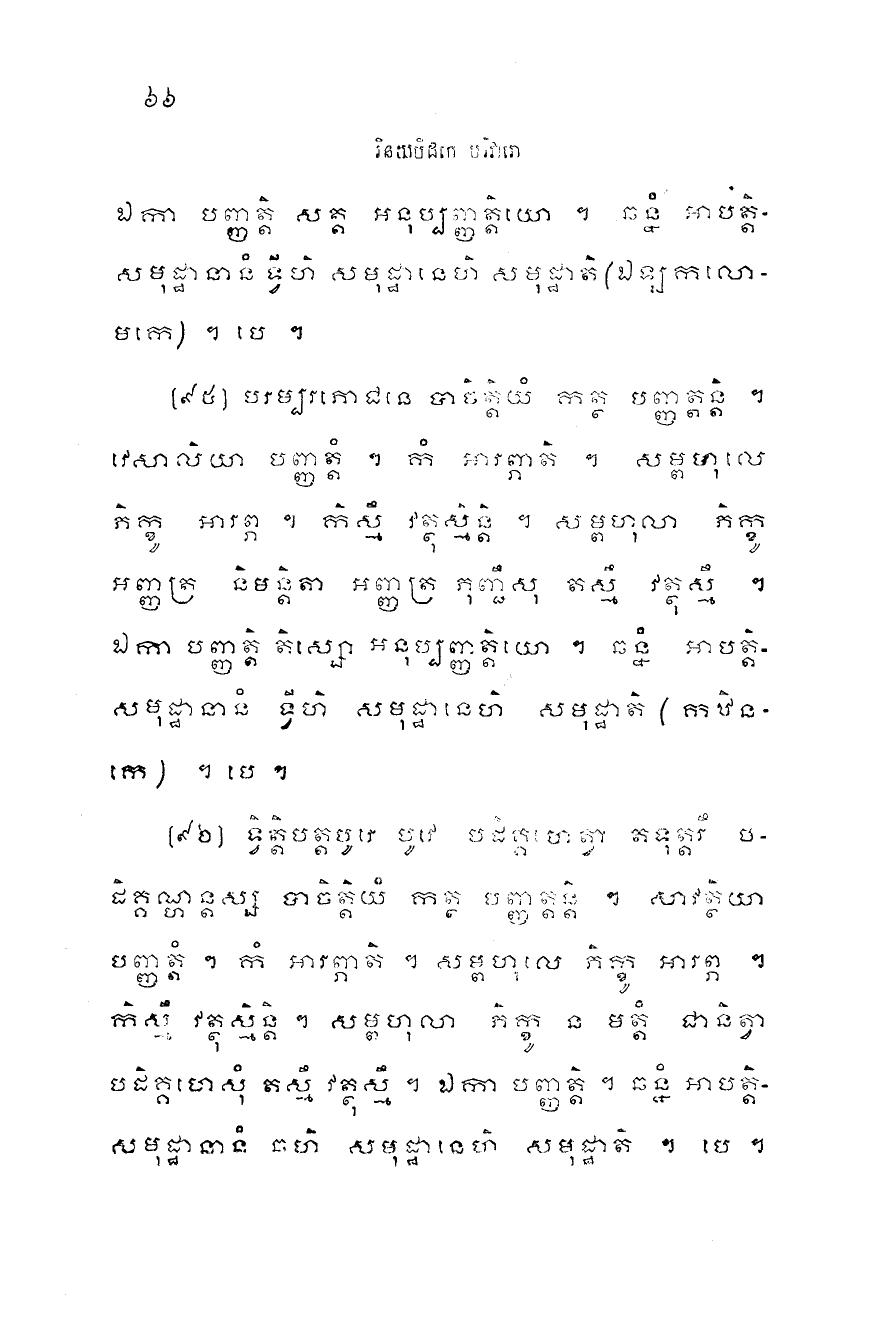 ៦៦
វិនយបិដកេ បរិវារោ
ឯកា បញ្ញត្តិ សត្ត អនុប្បញ្ញត្តិយោ ។ ឆន្នំ អាបត្តិ-
សមុដ្ឋានានំ ទ្វីហិ សមុដ្ឋានេហិ សមុដ្ឋាតិ (ឯឡកលោ-
មកេ) ។ បេ ។
(៩៥) បរម្បរភោជនេ បាចិត្តិយំ កត្ថ បញ្ញត្តន្តិ ។
វេសាលិយា បញ្ញត្តំ ។ កំ អារព្ភាតិ ។ សម្ពហុលេ
ភិក្ខូ អារព្ភ ។ កិស្មឹ វត្ថុស្មិន្តិ ។ សម្ពហុលា ភិក្ខូ
អញ្ញត្រ និមន្តិតា អញ្ញត្រ ភុញ្ជឹសុ តស្មឹ វត្ថុស្មឹ ។
ឯកា បញ្ញត្តិ តិស្សោ អនុប្បញ្ញត្តិយោ ។ ឆន្នំ អាបត្តិ-
សមុដ្ឋានានំ ទ្វីហិ សមុដ្ឋានេហិ សមុដ្ឋាតិ (កឋិន-
កេ) ។ បេ ។
(៩៦) ទ្វិត្តិបត្តបូវេ បូវេ បដិគ្គហេត្វា តទុត្តរឹ ប-
ដិគ្គណ្ហន្តស្ស បាចិត្តិយំ កត្ថ បញ្ញត្តន្តិ ។ សាវត្ថិយា
បញ្ញត្តំ ។ កំ អារព្ភាតិ ។ សម្ពហុលេ ភិក្ខូ អារព្ភ ។
កិស្មឹ វត្ថុស្មិន្តិ ។ សម្ពហុលា ភិក្ខូ ន មត្តំ ជានិត្វា
បដិគ្គហេសុំ តស្មឹ វត្ថុស្មឹ ។ ឯកា បញ្ញត្តិ ។ ឆន្នំ អាបត្តិ-
សមុដ្ឋានានំ ឆហិ សមុដ្ឋានេហិ សមុដ្ឋាតិ ។ បេ ។